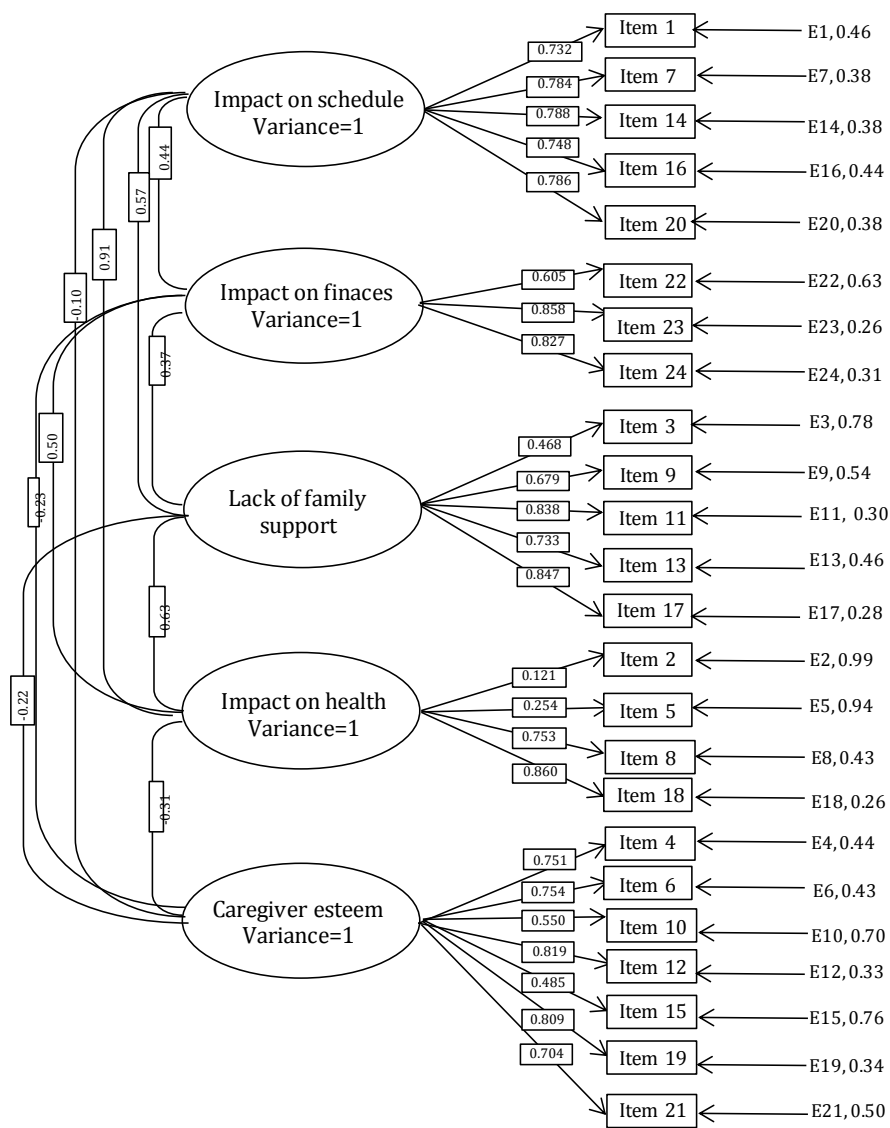 Impact on schedule
Variance=1
0.732
0.784
0.788
0.748
0.786
Item 1
Item 7
Item 14
Item 16
Item 20
E1, 0.46
E7, 0.38
E14, 0.38
E16, 0.44
E20, 0.38
Impact on finaces
Variance=1
0.605
0.858
0.827
Item 22
Item 23
Item 24
E22, 0.63
E23, 0.26
E24, 0.31
Lack of family
support
0.468
0.679
0.838
0.733
0.847
Item 3
Item 9
Item 11
Item 13
Item 17
E3, 0.78
E9, 0.54
E11, 0.30
E13, 0.46
E17, 0.28
Impact on health
Variance=1
0.121
0.254
0.753
0.860
Item 2
Item 5
Item 8
Item 18
E2, 0.99
E5, 0.94
E8, 0.43
E18, 0.26
Caregiver esteem
Variance=1
0.751
0.754
0.550
0.819
0.485
0.809
0.704
Item 4
Item 6
Item 10
Item 12
Item 15
Item 19
Item 21
E4, 0.44
E6, 0.43
E10, 0.70
E12, 0.33
E15, 0.76
E19, 0.34
E21, 0.50
0.44
0.57
0.91
-0.10
0.37
0.50
-0.23
0.63
-0.22
-0.31